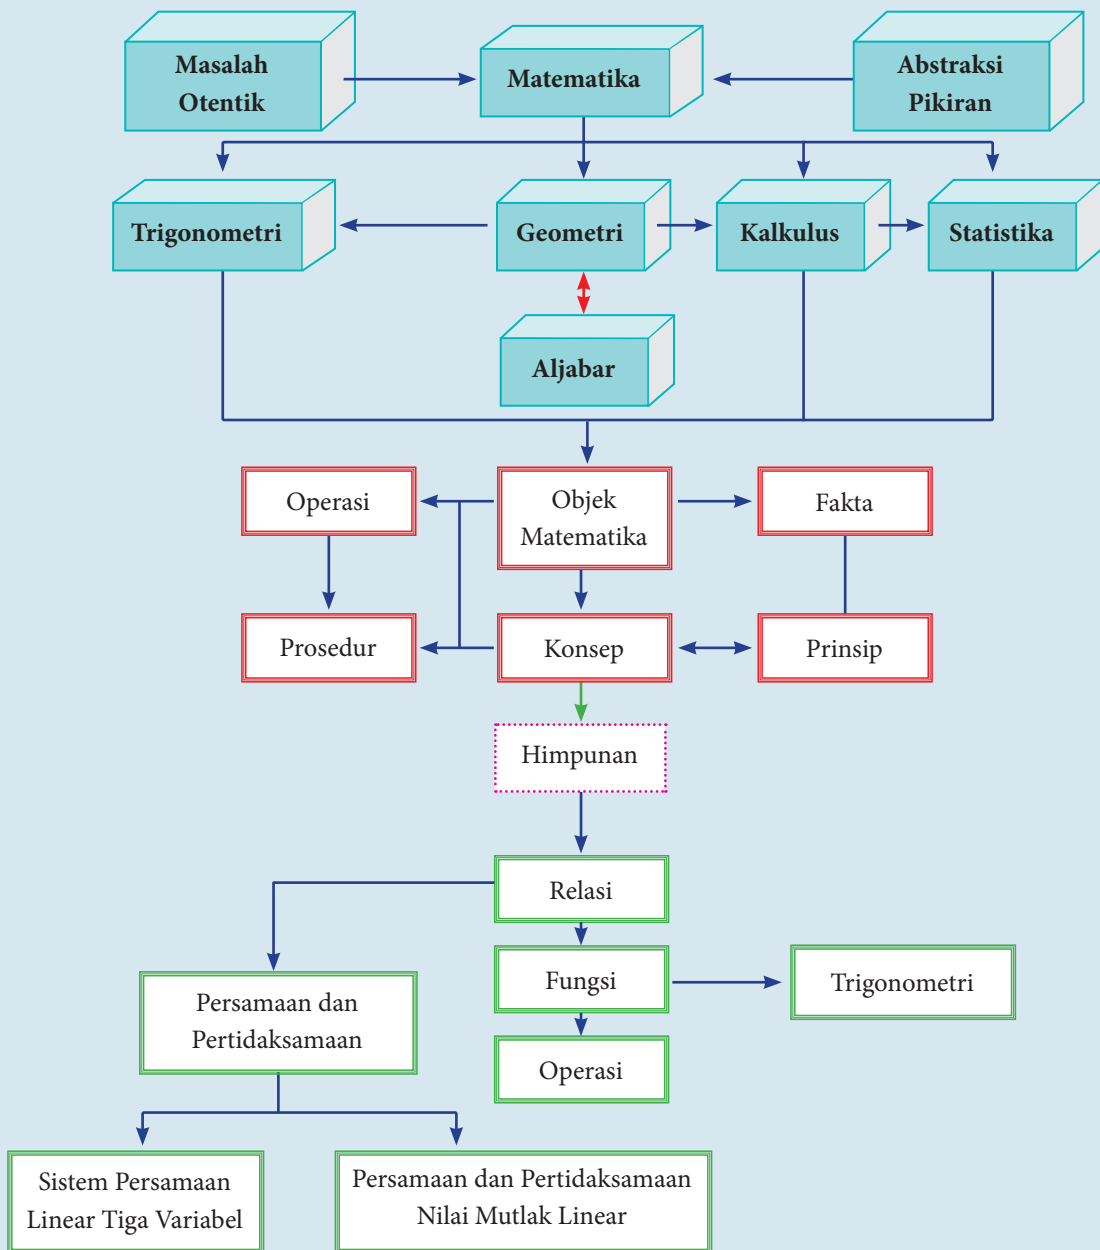 Masalah
Otentik
Matematika
Abstraksi
Pikiran
Trigonometri
Geometri
Kalkulus
Statistika
Aljabar
Operasi
Objek
Matematika
Fakta
Prosedur
Konsep
Prinsip
Himpunan
Relasi
Fungsi
Trigonometri
Persamaan dan
Pertidaksamaan
Operasi
Sistem Persamaan
Linear Tiga Variabel
Persamaan dan Pertidaksamaan
Nilai Mutlak Linear